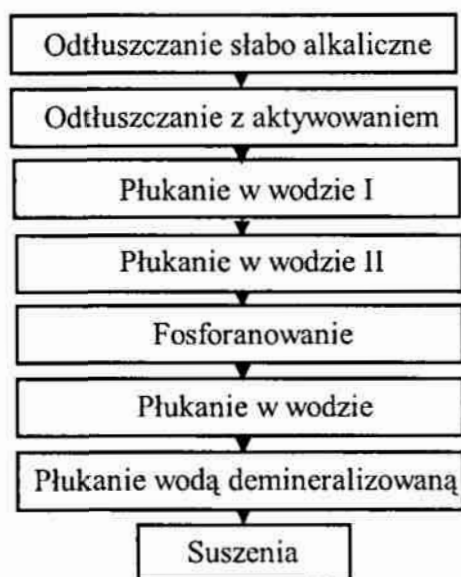 Odtłuszczanie słabo alkaliczne
Odtłuszczanie z aktywowaniem
Płukanie w wodzie I
Płukanie w wodzie II
Fosforanowanie
Płukanie w wodzie
Płukanie wodą demineralizowaną
Suszenia